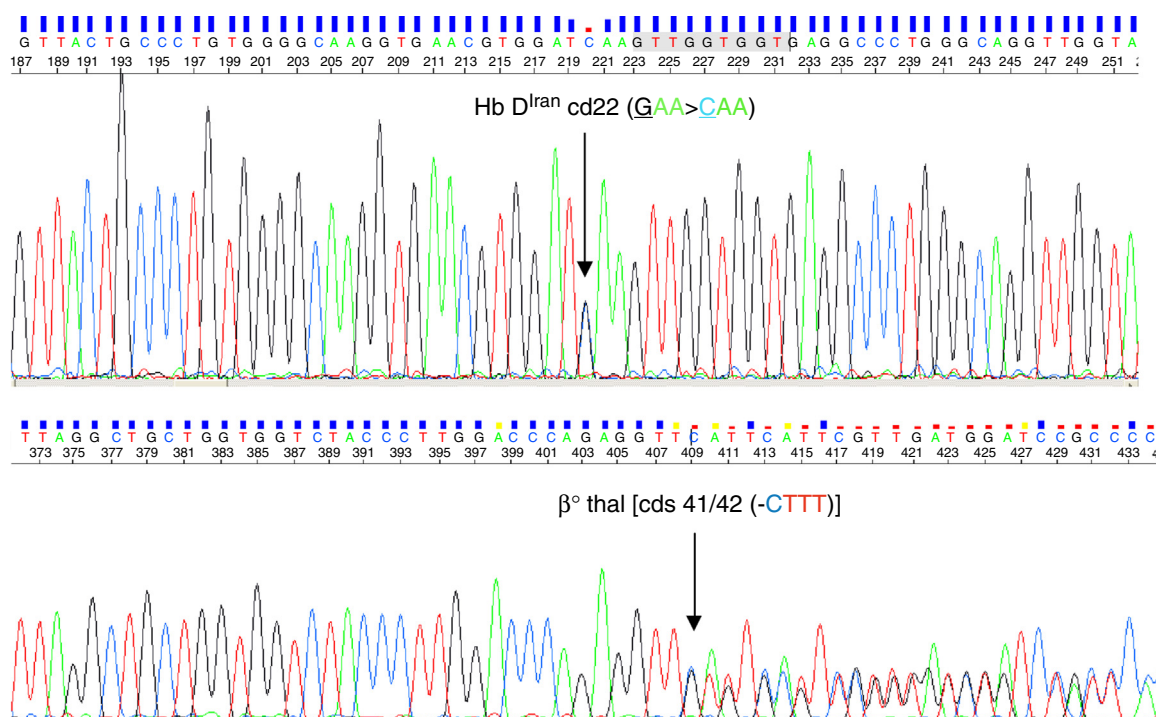 G T T A C T G C C C T G T G G G G C A A G G T G A A C G T G G A T C A A G T T G G T G G T G A G G C C C T G G G C A G G T T G G T A
187 189 191 193 195 197 199 201 203 205 207 209 211 213 215 217 219 221 223 225 227 229 231 233 235 237 239 241 243 245 247 249 251
Hb D^Iran cd22 (GAA>CAA)
T T A G G C T G C T G G T G G T C T A C C C T T G G A C C C A G A G G T T C A T T C A T T C G T T G A T G G A T C C G C C C C
373 375 377 379 381 383 385 387 389 391 393 395 397 399 401 403 405 407 409 411 413 415 417 419 421 423 425 427 429 431 433
β° thal [cds 41/42 (-CTTT)]